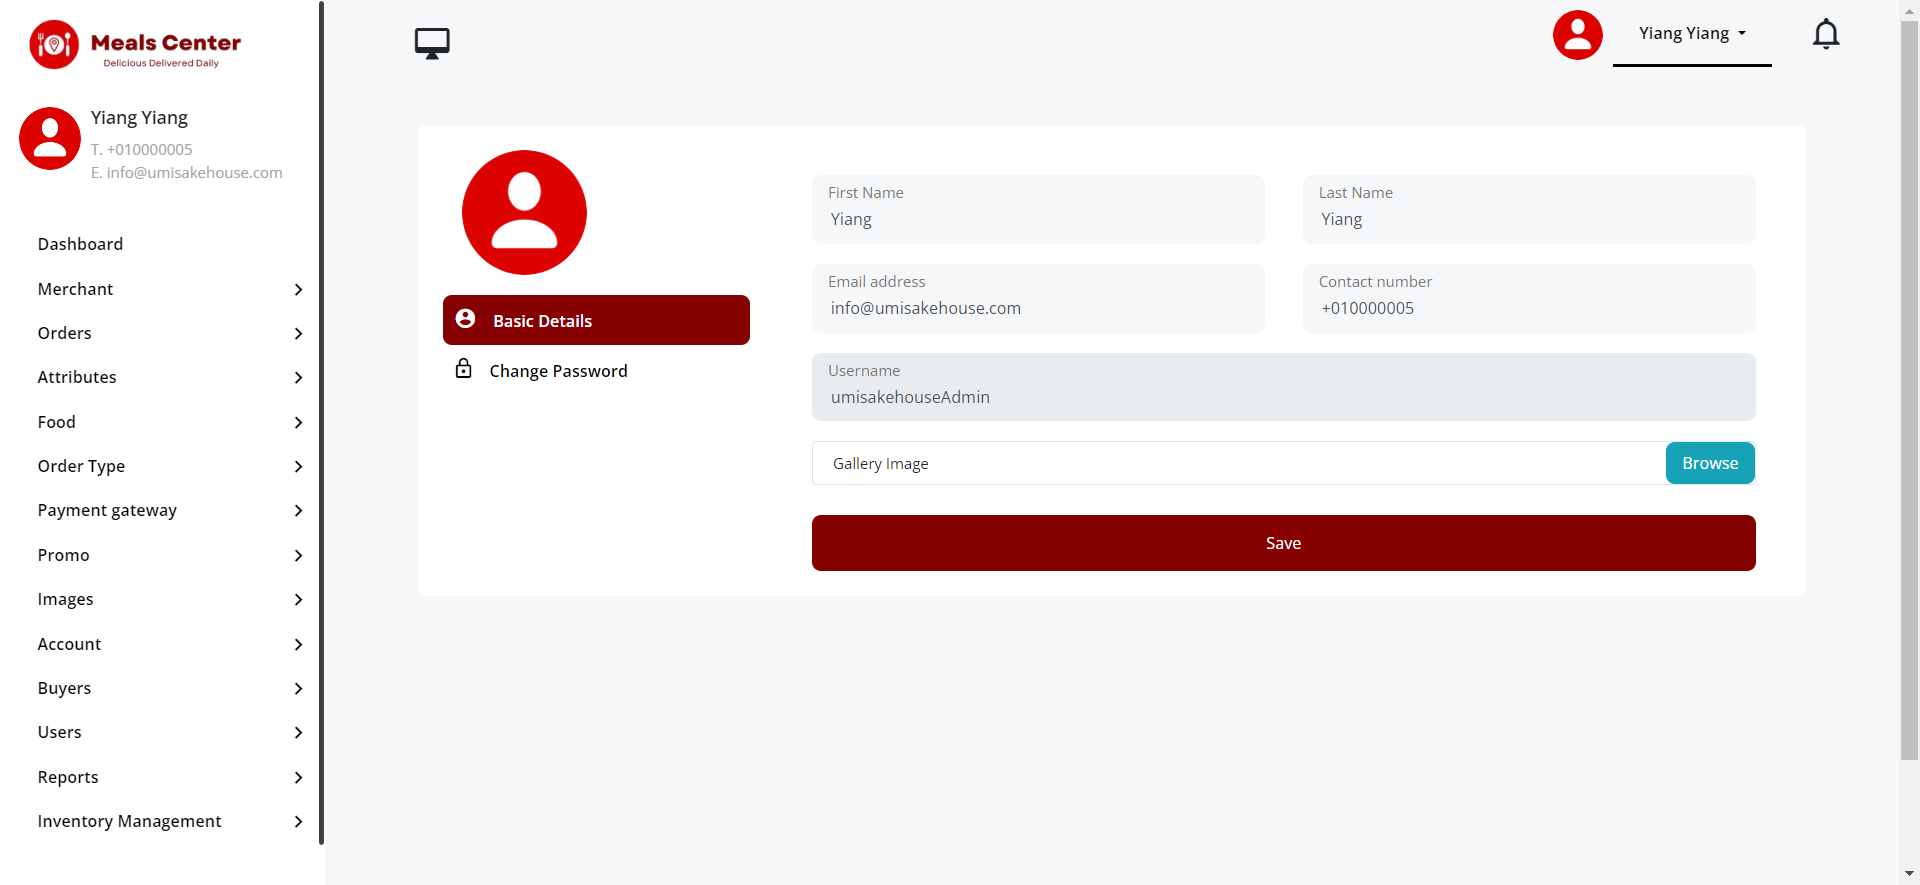 Meals Center
Delicious Delivered Daily
Yiang Yiang
T. +010000005
E. info@umisakehouse.com
Dashboard
Merchant
Orders
Attributes
Food
Order Type
Payment gateway
Promo
Images
Account
Buyers
Users
Reports
Inventory Management
Yiang Yiang
Basic Details
Change Password
First Name
Yiang
Last Name
Yiang
Email address
info@umisakehouse.com
Contact number
+010000005
Username
umisakehouseAdmin
Gallery Image
Browse
Save